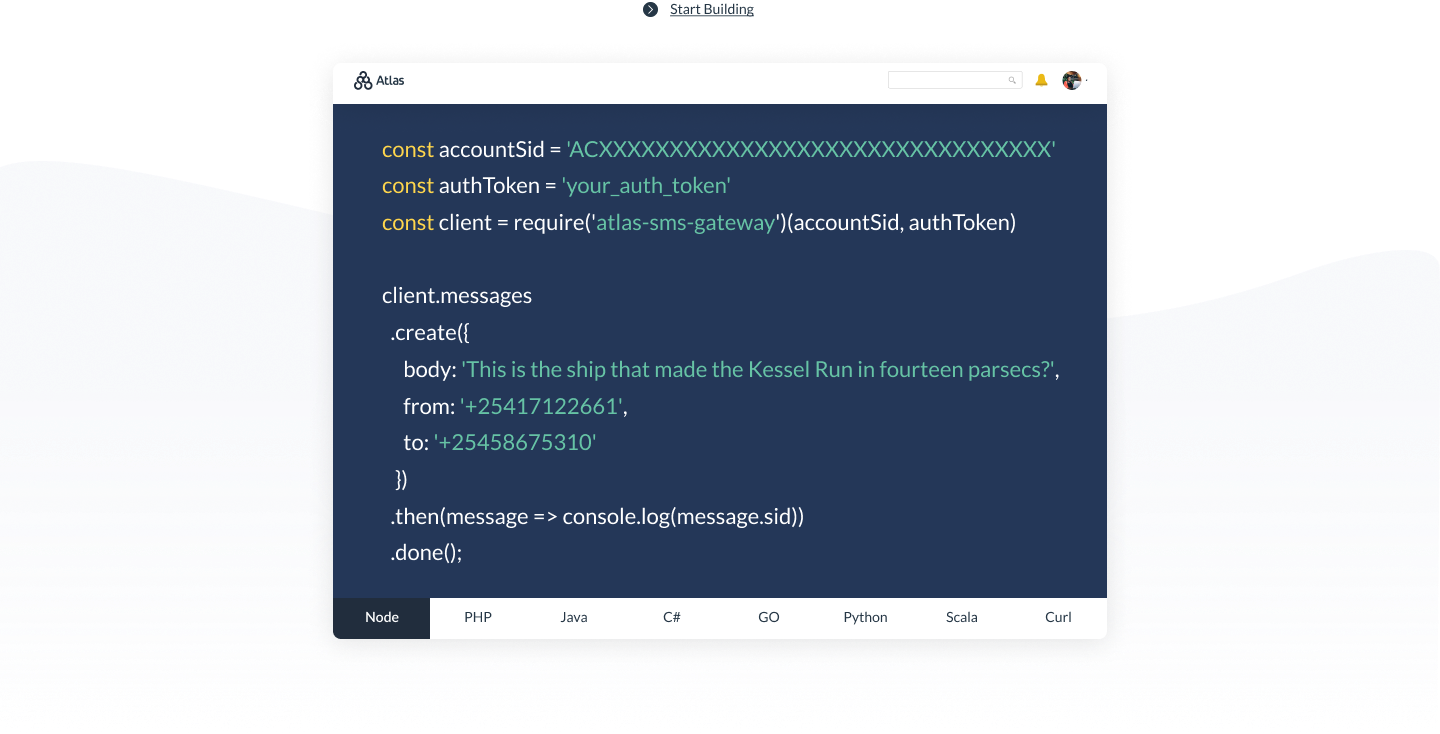 Start Building
Atlas
const accountSid = 'ACXXXXXXXXXXXXXXXXXXXXXXXXXXXXXXXX'
const authToken = 'your_auth_token'
const client = require('atlas-sms-gateway')(accountSid, authToken)
client.messages
.create({
body: 'This is the ship that made the Kessel Run in fourteen parsecs?',
from: '+25417122661',
to: '+25458675310'
})
.then(message => console.log(message.sid))
.done();
Node PHP Java C# GO Python Scala Curl